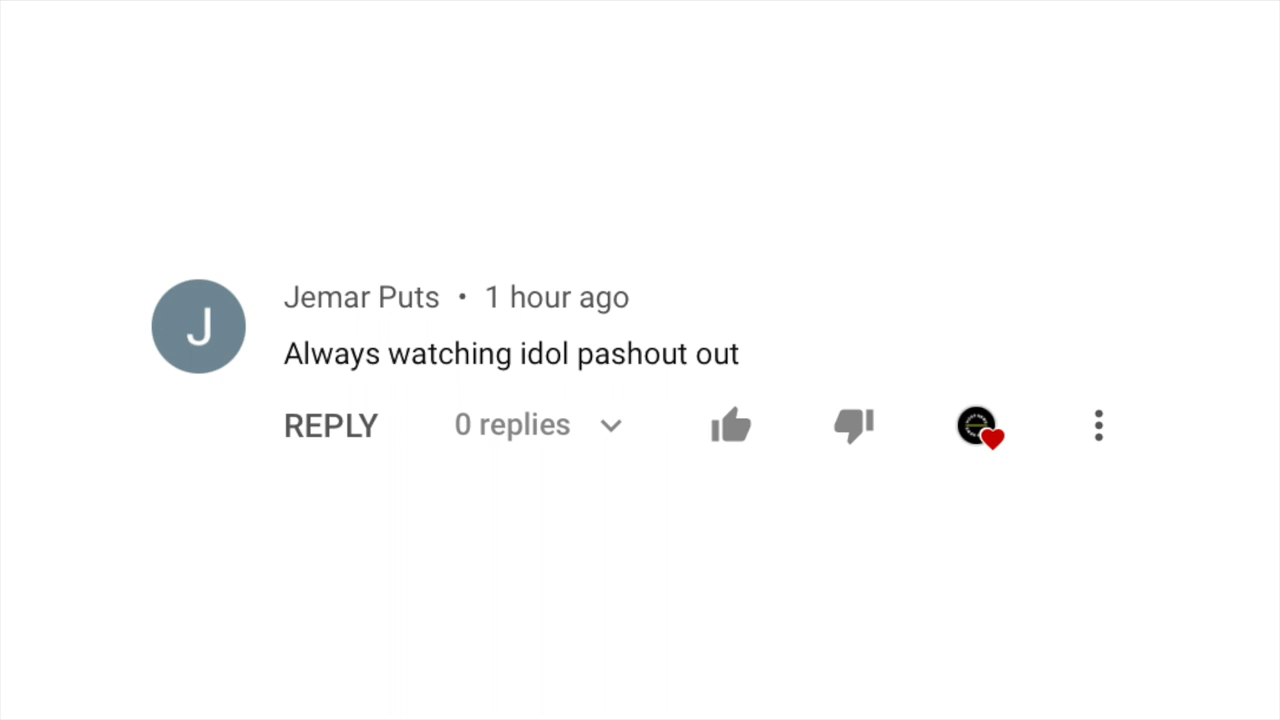 J
Jemar Puts • 1 hour ago
Always watching idol pashout out
REPLY 0 replies